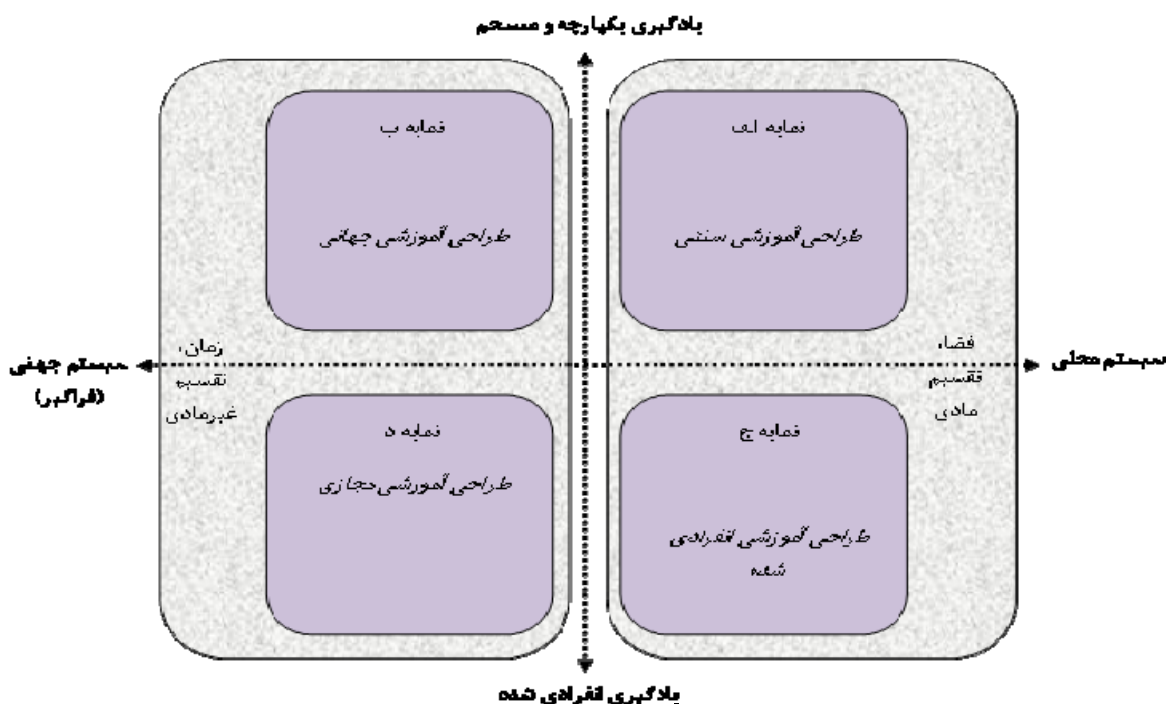 یادگیری یکپارچه و منسجم
نمایه الف
طراحی آموزشی سنتی
نمایه ب
طراحی آموزشی جهانی
فضا،
تقسیم
مادی
سیستم محلی
زمان،
تقسیم
غیرمادی
سیستم جهانی
(فراگیر)
نمایه ج
طراحی آموزشی انفرادی
شده
نمایه د
طراحی آموزشی مجازی
یادگیری انفرادی شده